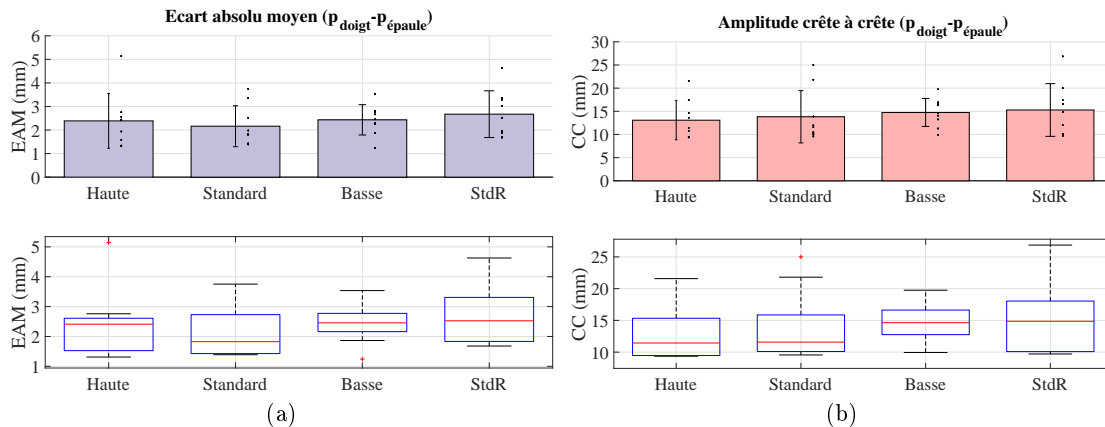 Ecart absolu moyen (p_doigt-p_épaule)
6
5
4
3
2
1
0
EAM (mm)
Haute Standard Basse StdR
5
4
3
2
1
EAM (mm)
Haute Standard Basse StdR
(a)
Amplitude crête à crête (p_doigt-p_épaule)
30
25
20
15
10
5
0
CC (mm)
Haute Standard Basse StdR
25
20
15
10
CC (mm)
Haute Standard Basse StdR
(b)